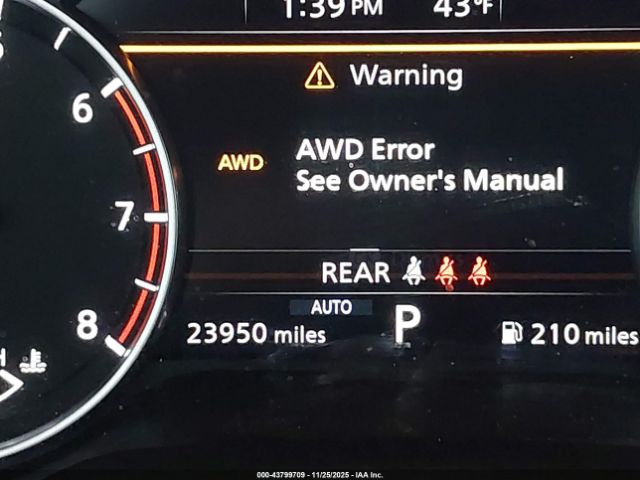 1:39 PM 43°F
Warning
6
AWD AWD Error
See Owner's Manual
7
REAR
AUTO
8 23950 miles P 210 miles
H
000-43799709 - 11/25/2025 - IAA Inc.